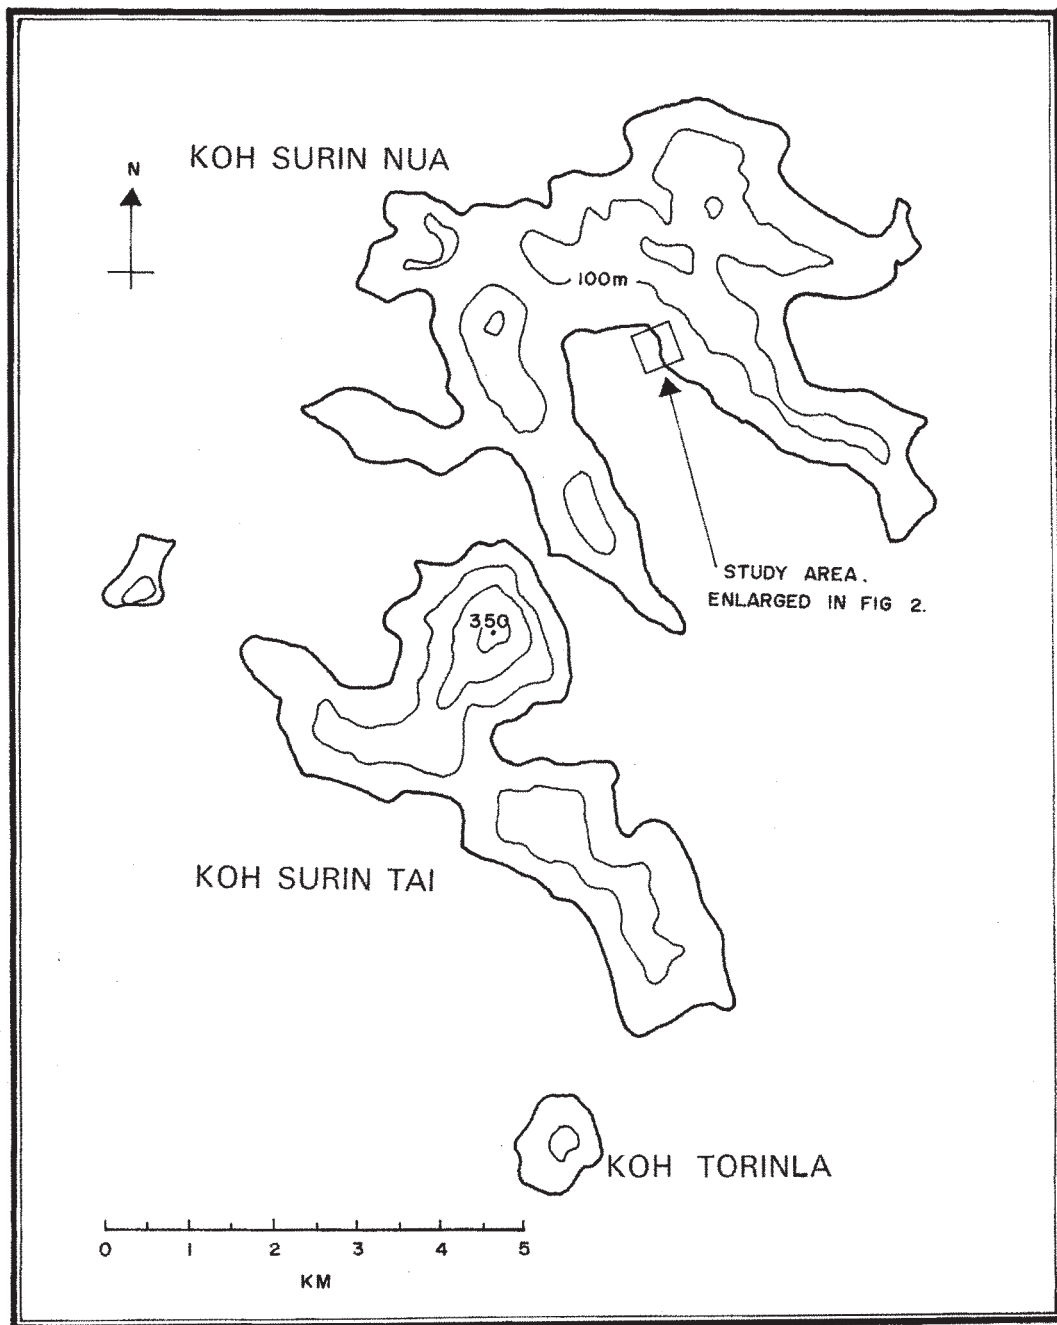 KOH SURIN NUA
N
100m
STUDY AREA.
ENLARGED IN FIG 2.
350
KOH SURIN TAI
KOH TORINLA
0 1 2 3 4 5
KM